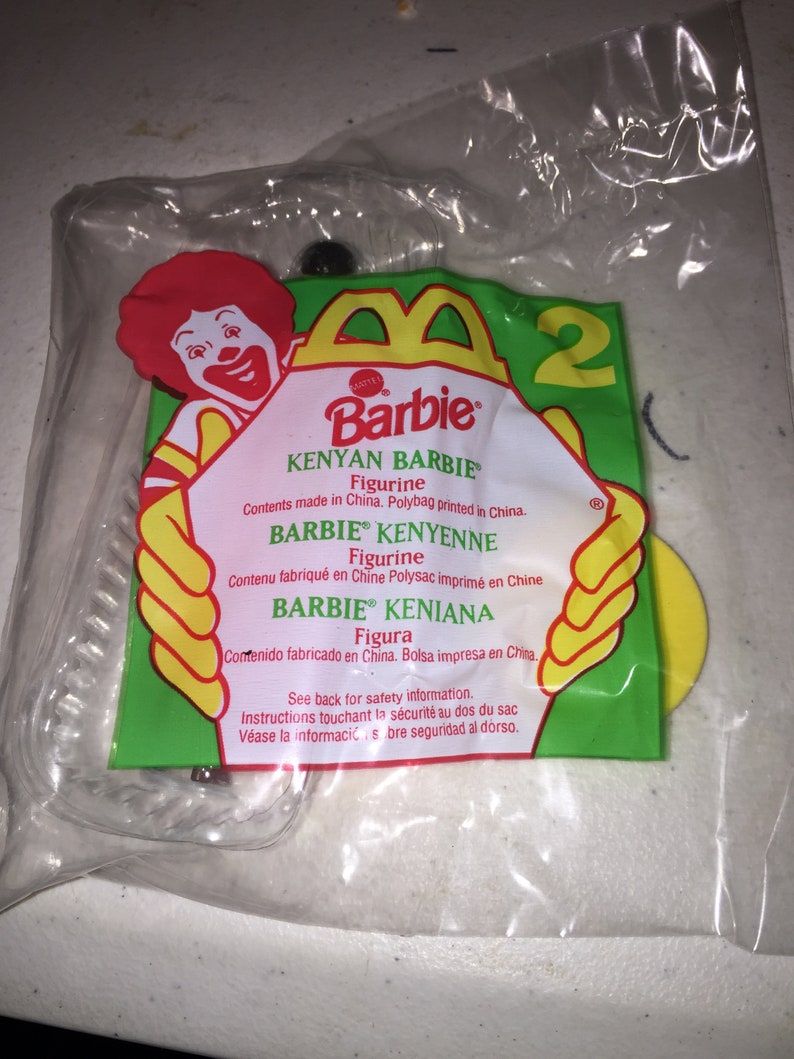 2
MATTEL®
Barbie®
KENYAN BARBIE®
Figurine
Contents made in China. Polybag printed in China.
®
BARBIE® KENYENNE
Figurine
Contenu fabriqué en Chine Polysac imprimé en Chine
BARBIE® KENIANA
Figura
Contenido fabricado en China. Bolsa impresa en China.
See back for safety information.
Instructions touchant la sécurité au dos du sac
Véase la información sobre seguridad al dorso.